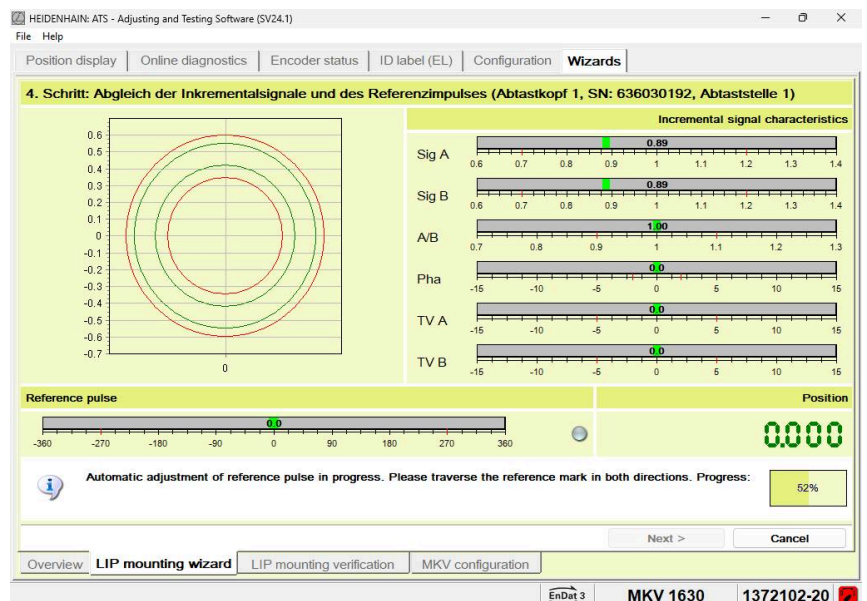 HEIDENHAIN: ATS - Adjusting and Testing Software (SV24.1)
File Help
Position display Online diagnostics Encoder status ID label (EL) Configuration Wizards
4. Schritt: Abgleich der Inkrementalsignale und des Referenzimpulses (Abtastkopf 1, SN: 636030192, Abtaststelle 1)
0.6
0.5
0.4
0.3
0.2
0.1
0
-0.1
-0.2
-0.3
-0.4
-0.5
-0.6
-0.7
0
Incremental signal characteristics
Sig A
0.89
0.6 0.7 0.8 0.9 1 1.1 1.2 1.3 1.4
Sig B
0.89
0.6 0.7 0.8 0.9 1 1.1 1.2 1.3 1.4
A/B
1.00
0.7 0.8 0.9 1 1.1 1.2 1.3
Pha
0.0
-15 -10 -5 0 5 10 15
TV A
0.0
-15 -10 -5 0 5 10 15
TV B
0.0
-15 -10 -5 0 5 10 15
Reference pulse
0.0
-360 -270 -180 -90 0 90 180 270 360
Position
0.000
Automatic adjustment of reference pulse in progress. Please traverse the reference mark in both directions. Progress:
52%
Next > Cancel
Overview LIP mounting wizard LIP mounting verification MKV configuration
EnDat 3 MKV 1630 1372102-20